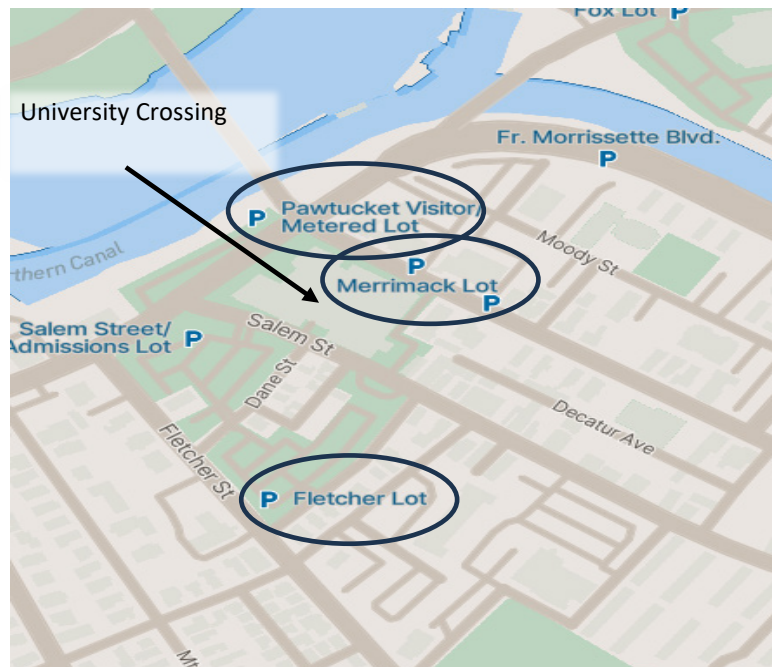 Fox Lot P
University Crossing
Fr. Morrissette Blvd.
P
P Pawtucket Visitor/
Metered Lot
Moody St
thern Canal
P
Merrimack Lot
P
Salem Street/
Admissions Lot P
Salem St
Dane St
Decatur Ave
Fletcher St
P Fletcher Lot